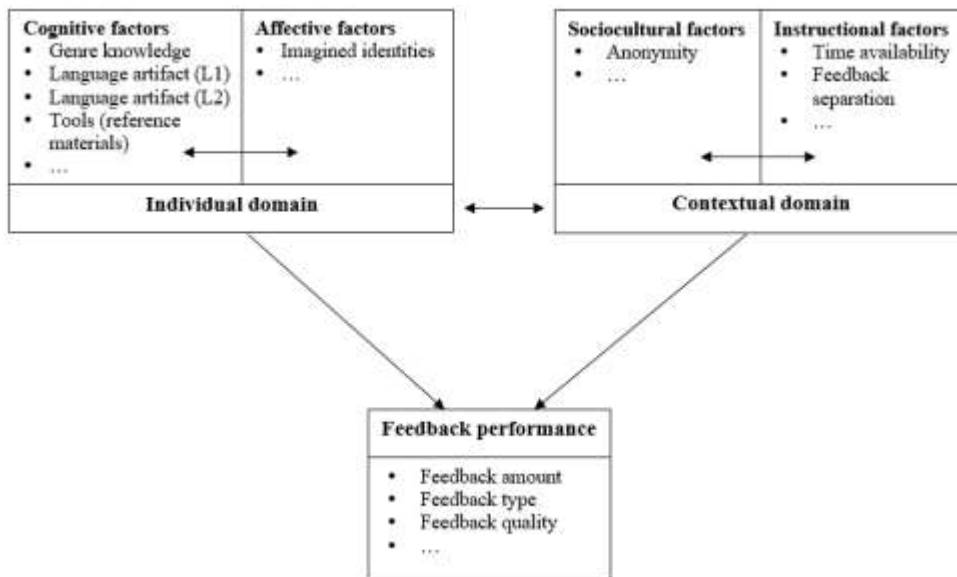 Cognitive factors
• Genre knowledge
• Language artifact (L1)
• Language artifact (L2)
• Tools (reference
materials)
• …
Affective factors
• Imagined identities
• …
Individual domain
Sociocultural factors
• Anonymity
• …
Instructional factors
• Time availability
• Feedback
separation
• …
Contextual domain
Feedback performance
• Feedback amount
• Feedback type
• Feedback quality
• …